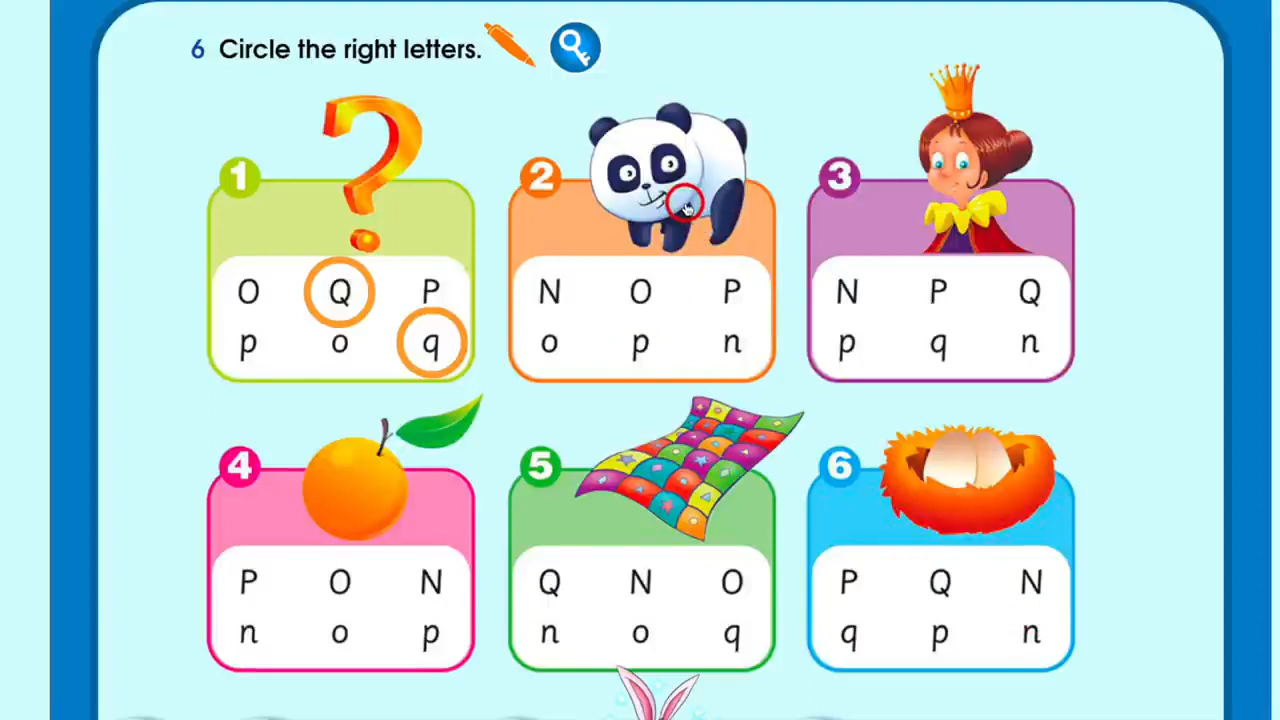 6 Circle the right letters.
1
O Q P
p o q
2
N O P
o p n
3
N P Q
p q n
4
P O N
n o p
5
Q N O
n o q
6
P Q N
q p n